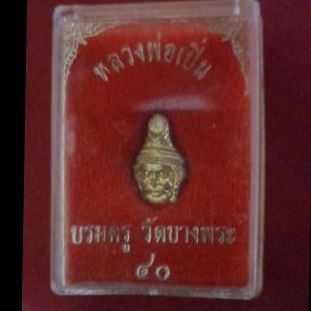 หลวงพ่อเปิ่น
บรมครู วัดบางพระ
๔๐